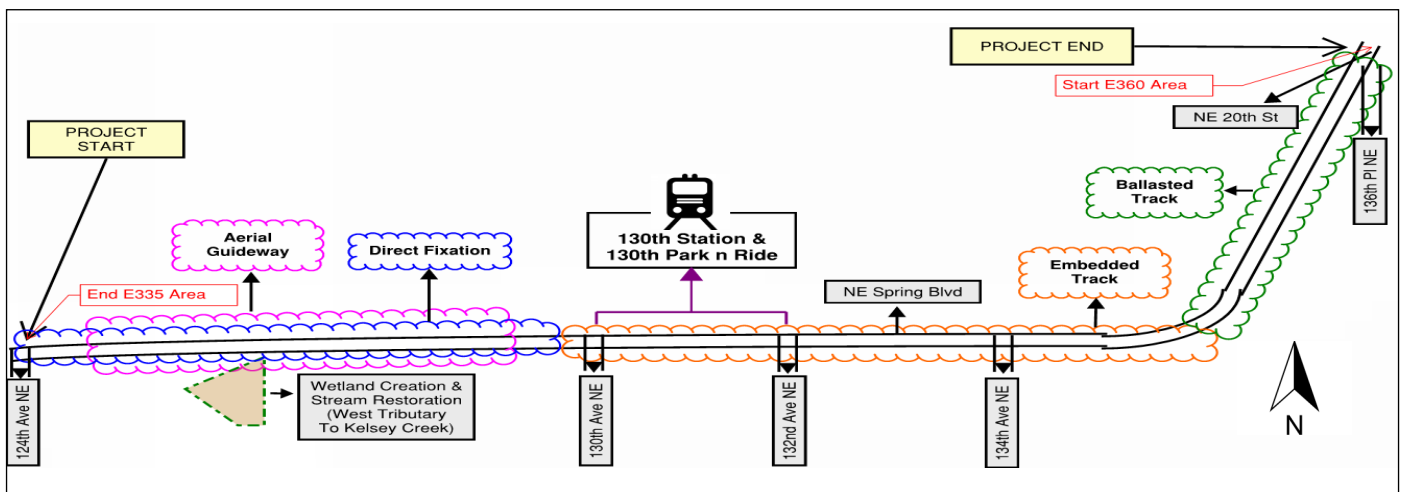 PROJECT END
Start E360 Area
NE 20th St
136th Pl NE
PROJECT
START
Ballasted
Track
130th Station &
130th Park n Ride
Aerial
Guideway
Direct Fixation
Embedded
Track
End E335 Area
NE Spring Blvd
124th Ave NE
Wetland Creation &
Stream Restoration
(West Tributary
To Kelsey Creek)
130th Ave NE
132nd Ave NE
134th Ave NE
N